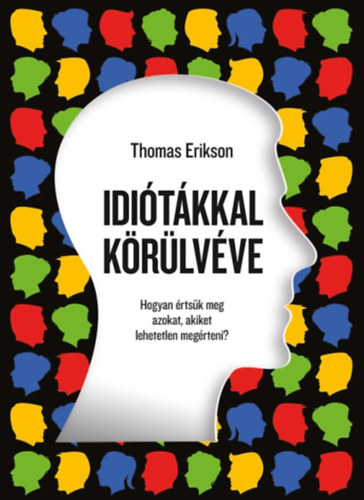 Thomas Erikson
IDIÓTÁKKAL
KÖRÜLVÉVE
Hogyan értsük meg
azokat, akiket
lehetetlen megérteni?